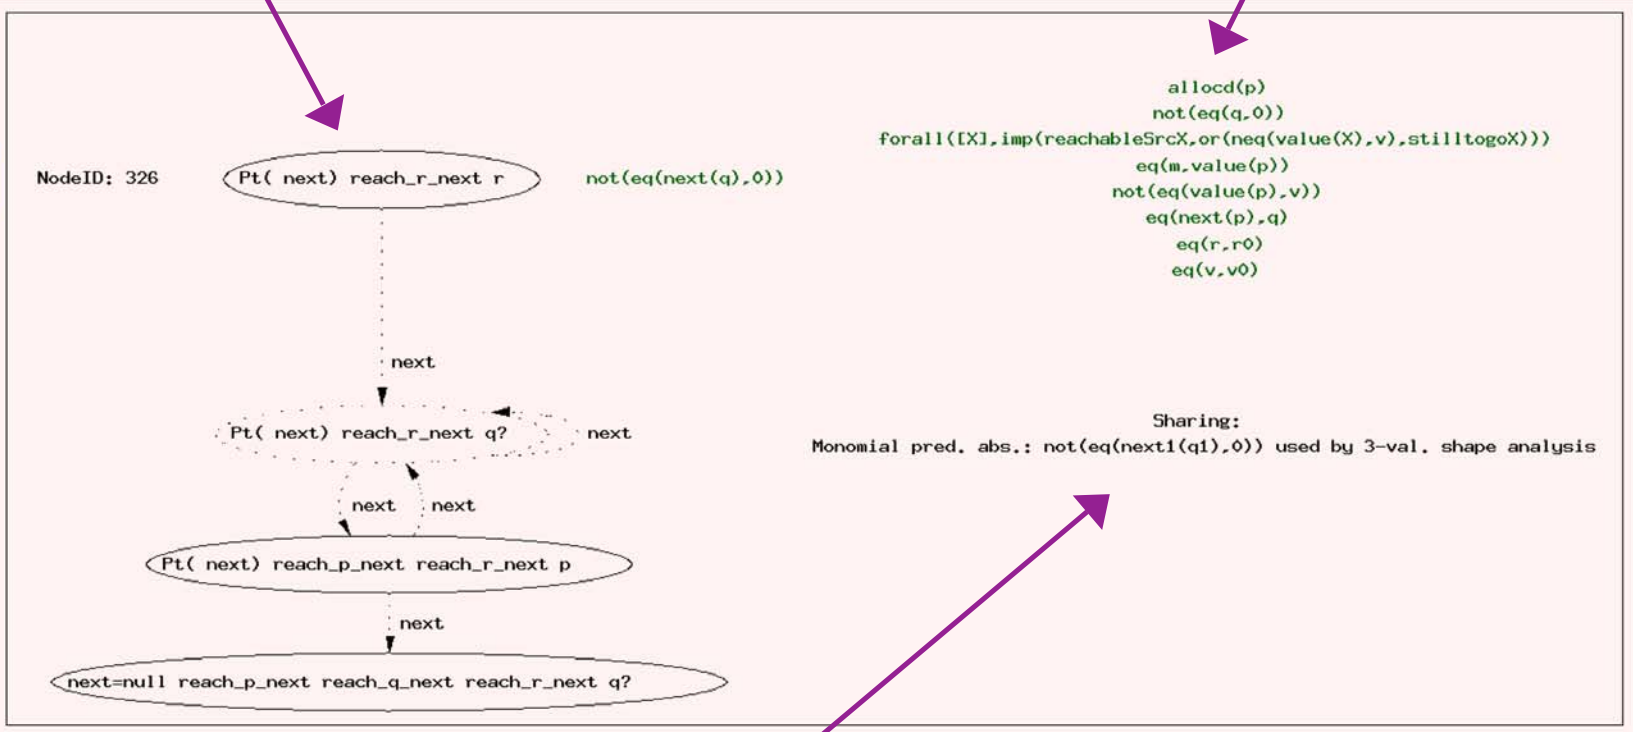 allocd(p)
not(eq(q,0))
forall([X],imp(reachableSrcX,or(neq(value(X),v),stilltogoX)))
eq(m,value(p))
not(eq(value(p),v))
eq(next(p),q)
eq(r,r0)
eq(v,v0)
NodeID: 326
Pt( next) reach_r_next r
not(eq(next(q),0))
next
Pt( next) reach_r_next q?
next
next
next
Pt( next) reach_p_next reach_r_next p
next
next=null reach_p_next reach_q_next reach_r_next q?
Sharing:
Monomial pred. abs.: not(eq(next1(q1),0)) used by 3-val. shape analysis